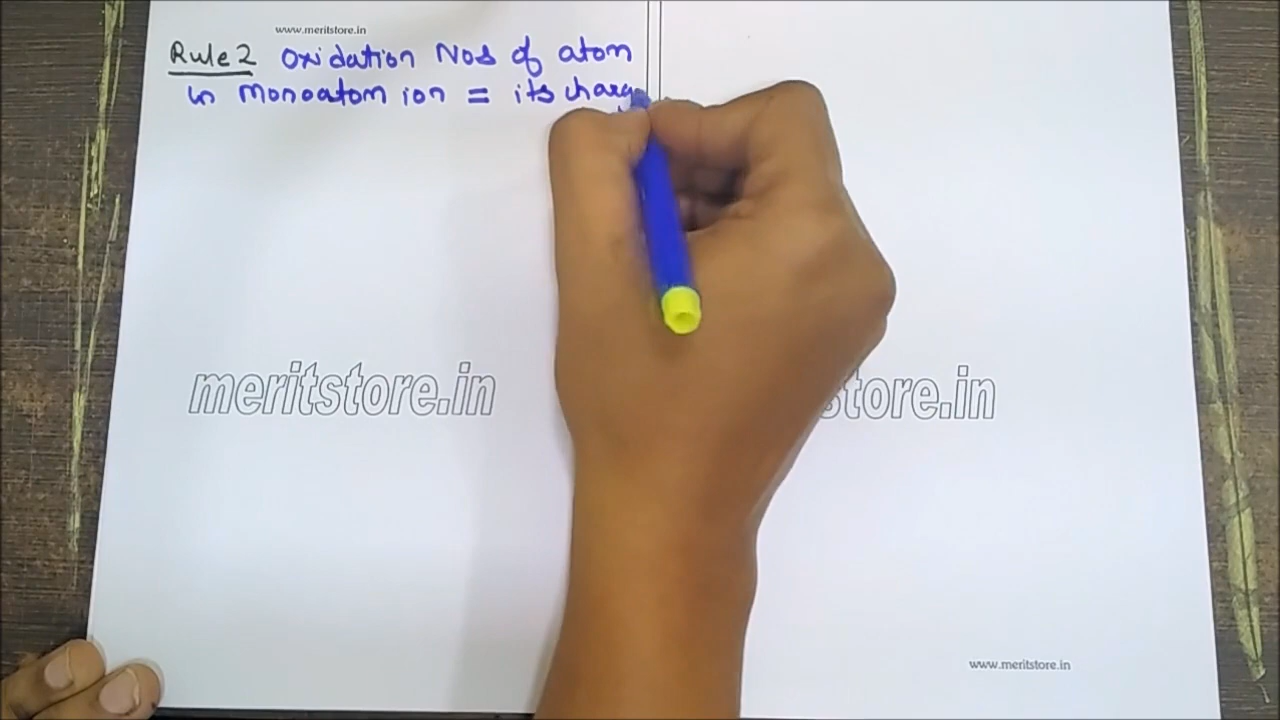 www.meritstore.in
Rule 2 Oxidation Nos of atom
in monoatom ion = its charge
meritstore.in
store.in
www.meritstore.in